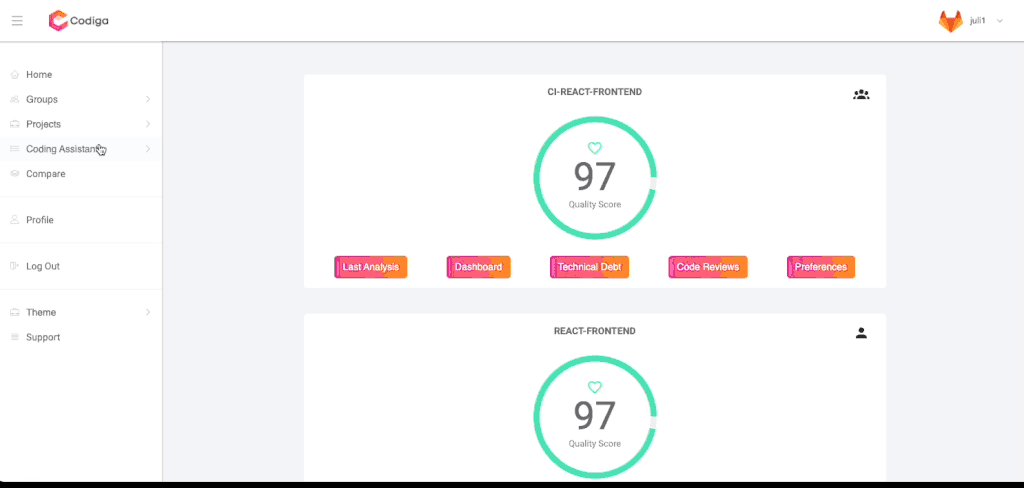 Codiga
juli1
Home
Groups
Projects
Coding Assistant
Compare
Profile
Log Out
Theme
Support
CI-REACT-FRONTEND
97
Quality Score
Last Analysis
Dashboard
Technical Debt
Code Reviews
Preferences
REACT-FRONTEND
97
Quality Score